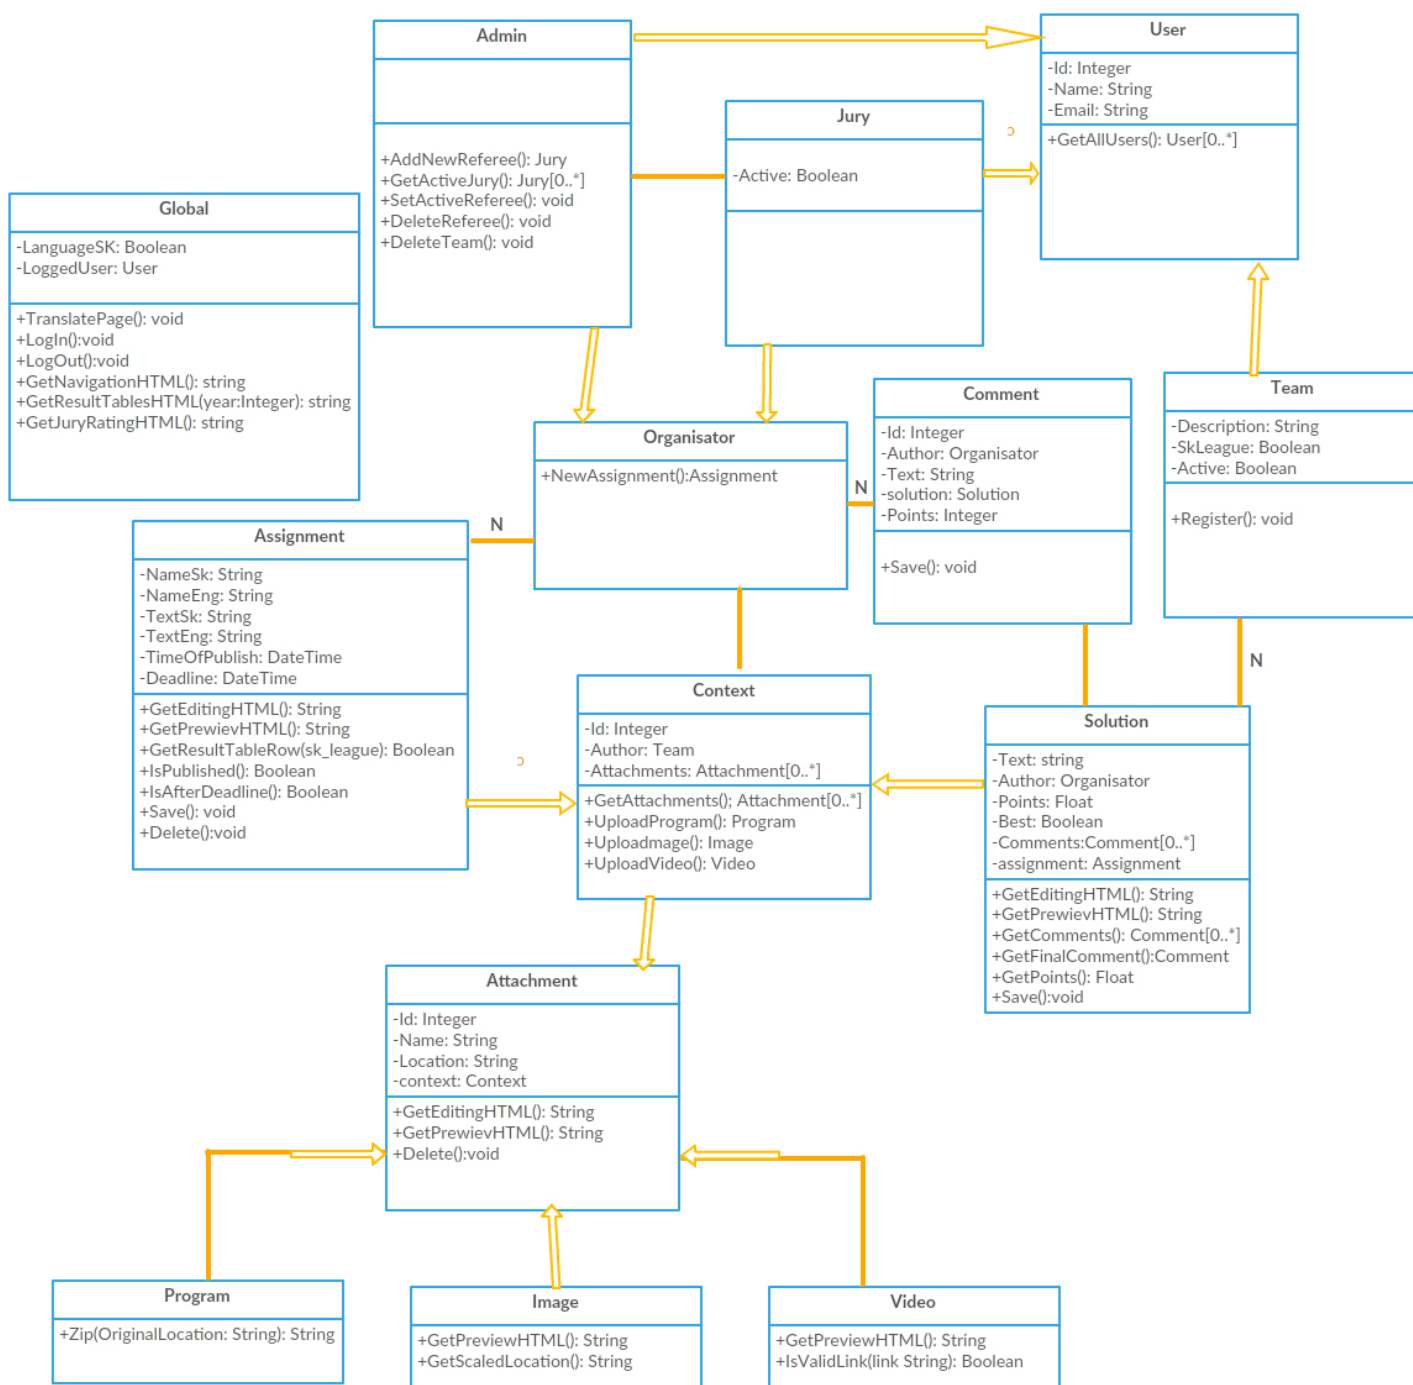 Admin
+AddNewReferee(): Jury
+GetActiveJury(): Jury[0..*]
+SetActiveReferee(): void
+DeleteReferee(): void
+DeleteTeam(): void
User
-Id: Integer
-Name: String
-Email: String
+GetAllUsers(): User[0..*]
Jury
-Active: Boolean
Global
-LanguageSK: Boolean
-LoggedUser: User
+TranslatePage(): void
+LogIn():void
+LogOut():void
+GetNavigationHTML(): string
+GetResultTablesHTML(year:Integer): string
+GetJuryRatingHTML(): string
Organisator
+NewAssignment():Assignment
Comment
-Id: Integer
-Author: Organisator
-Text: String
-solution: Solution
-Points: Integer
+Save(): void
Team
-Description: String
-SkLeague: Boolean
-Active: Boolean
+Register(): void
N
N
N
Assignment
-NameSk: String
-NameEng: String
-TextSk: String
-TextEng: String
-TimeOfPublish: DateTime
-Deadline: DateTime
+GetEditingHTML(): String
+GetPrewievHTML(): String
+GetResultTableRow(sk_league): Boolean
+IsPublished(): Boolean
+IsAfterDeadline(): Boolean
+Save(): void
+Delete():void
Context
-Id: Integer
-Author: Team
-Attachments: Attachment[0..*]
+GetAttachments(); Attachment[0..*]
+UploadProgram(): Program
+Uploadmage(): Image
+UploadVideo(): Video
Solution
-Text: string
-Author: Organisator
-Points: Float
-Best: Boolean
-Comments:Comment[0..*]
-assignment: Assignment
+GetEditingHTML(): String
+GetPrewievHTML(): String
+GetComments(): Comment[0..*]
+GetFinalComment():Comment
+GetPoints(): Float
+Save():void
Attachment
-Id: Integer
-Name: String
-Location: String
-context: Context
+GetEditingHTML(): String
+GetPrewievHTML(): String
+Delete():void
Program
+Zip(OriginalLocation: String): String
Image
+GetPreviewHTML(): String
+GetScaledLocation(): String
Video
+GetPreviewHTML(): String
+IsValidLink(link String): Boolean